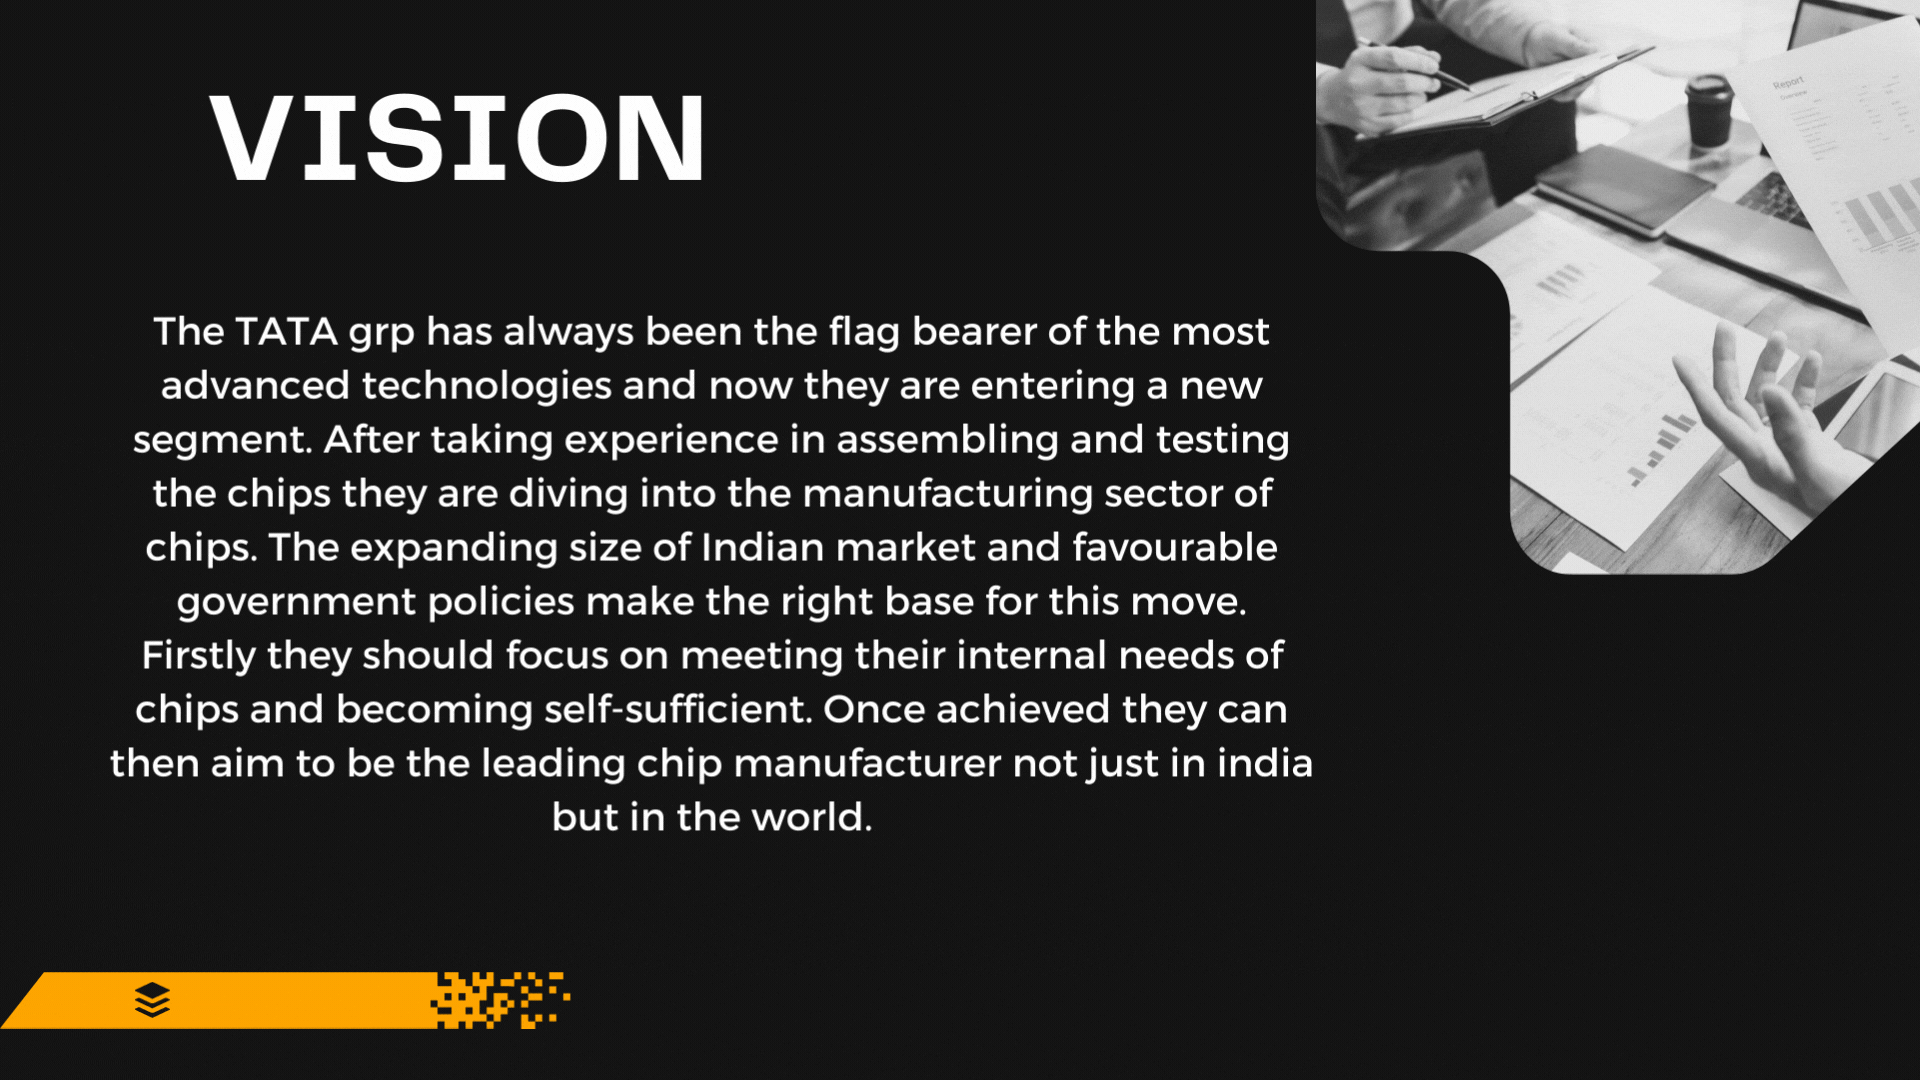 VISION
The TATA grp has always been the flag bearer of the most
advanced technologies and now they are entering a new
segment. After taking experience in assembling and testing
the chips they are diving into the manufacturing sector of
chips. The expanding size of Indian market and favourable
government policies make the right base for this move.
Firstly they should focus on meeting their internal needs of
chips and becoming self-sufficient. Once achieved they can
then aim to be the leading chip manufacturer not just in india
but in the world.
Report
Overview